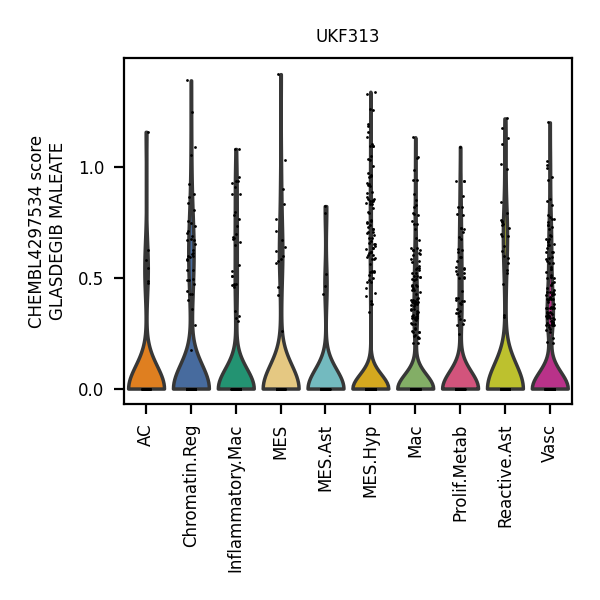 UKF313
CHEMBL4297534 score
GLASDEGIB MALEATE
1.0
0.5
0.0
AC
Chromatin.Reg
Inflammatory.Mac
MES
MES.Ast
MES.Hyp
Mac
Prolif.Metab
Reactive.Ast
Vasc